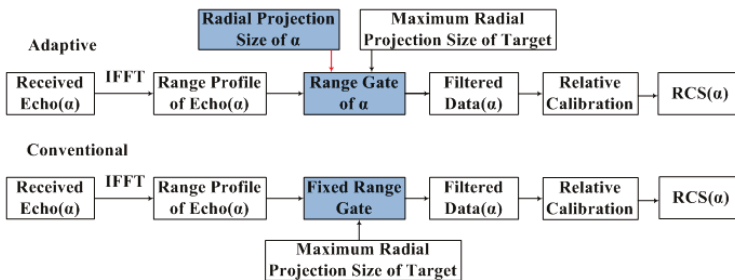 Radial Projection
Size of α
Maximum Radial
Projection Size of Target
Adaptive
IFFT
Received
Echo(α)
Range Profile
of Echo(α)
Range Gate
of α
Filtered
Data(α)
Relative
Calibration
RCS(α)
Conventional
IFFT
Received
Echo(α)
Range Profile
of Echo(α)
Fixed Range
Gate
Filtered
Data(α)
Relative
Calibration
RCS(α)
Maximum Radial
Projection Size of Target